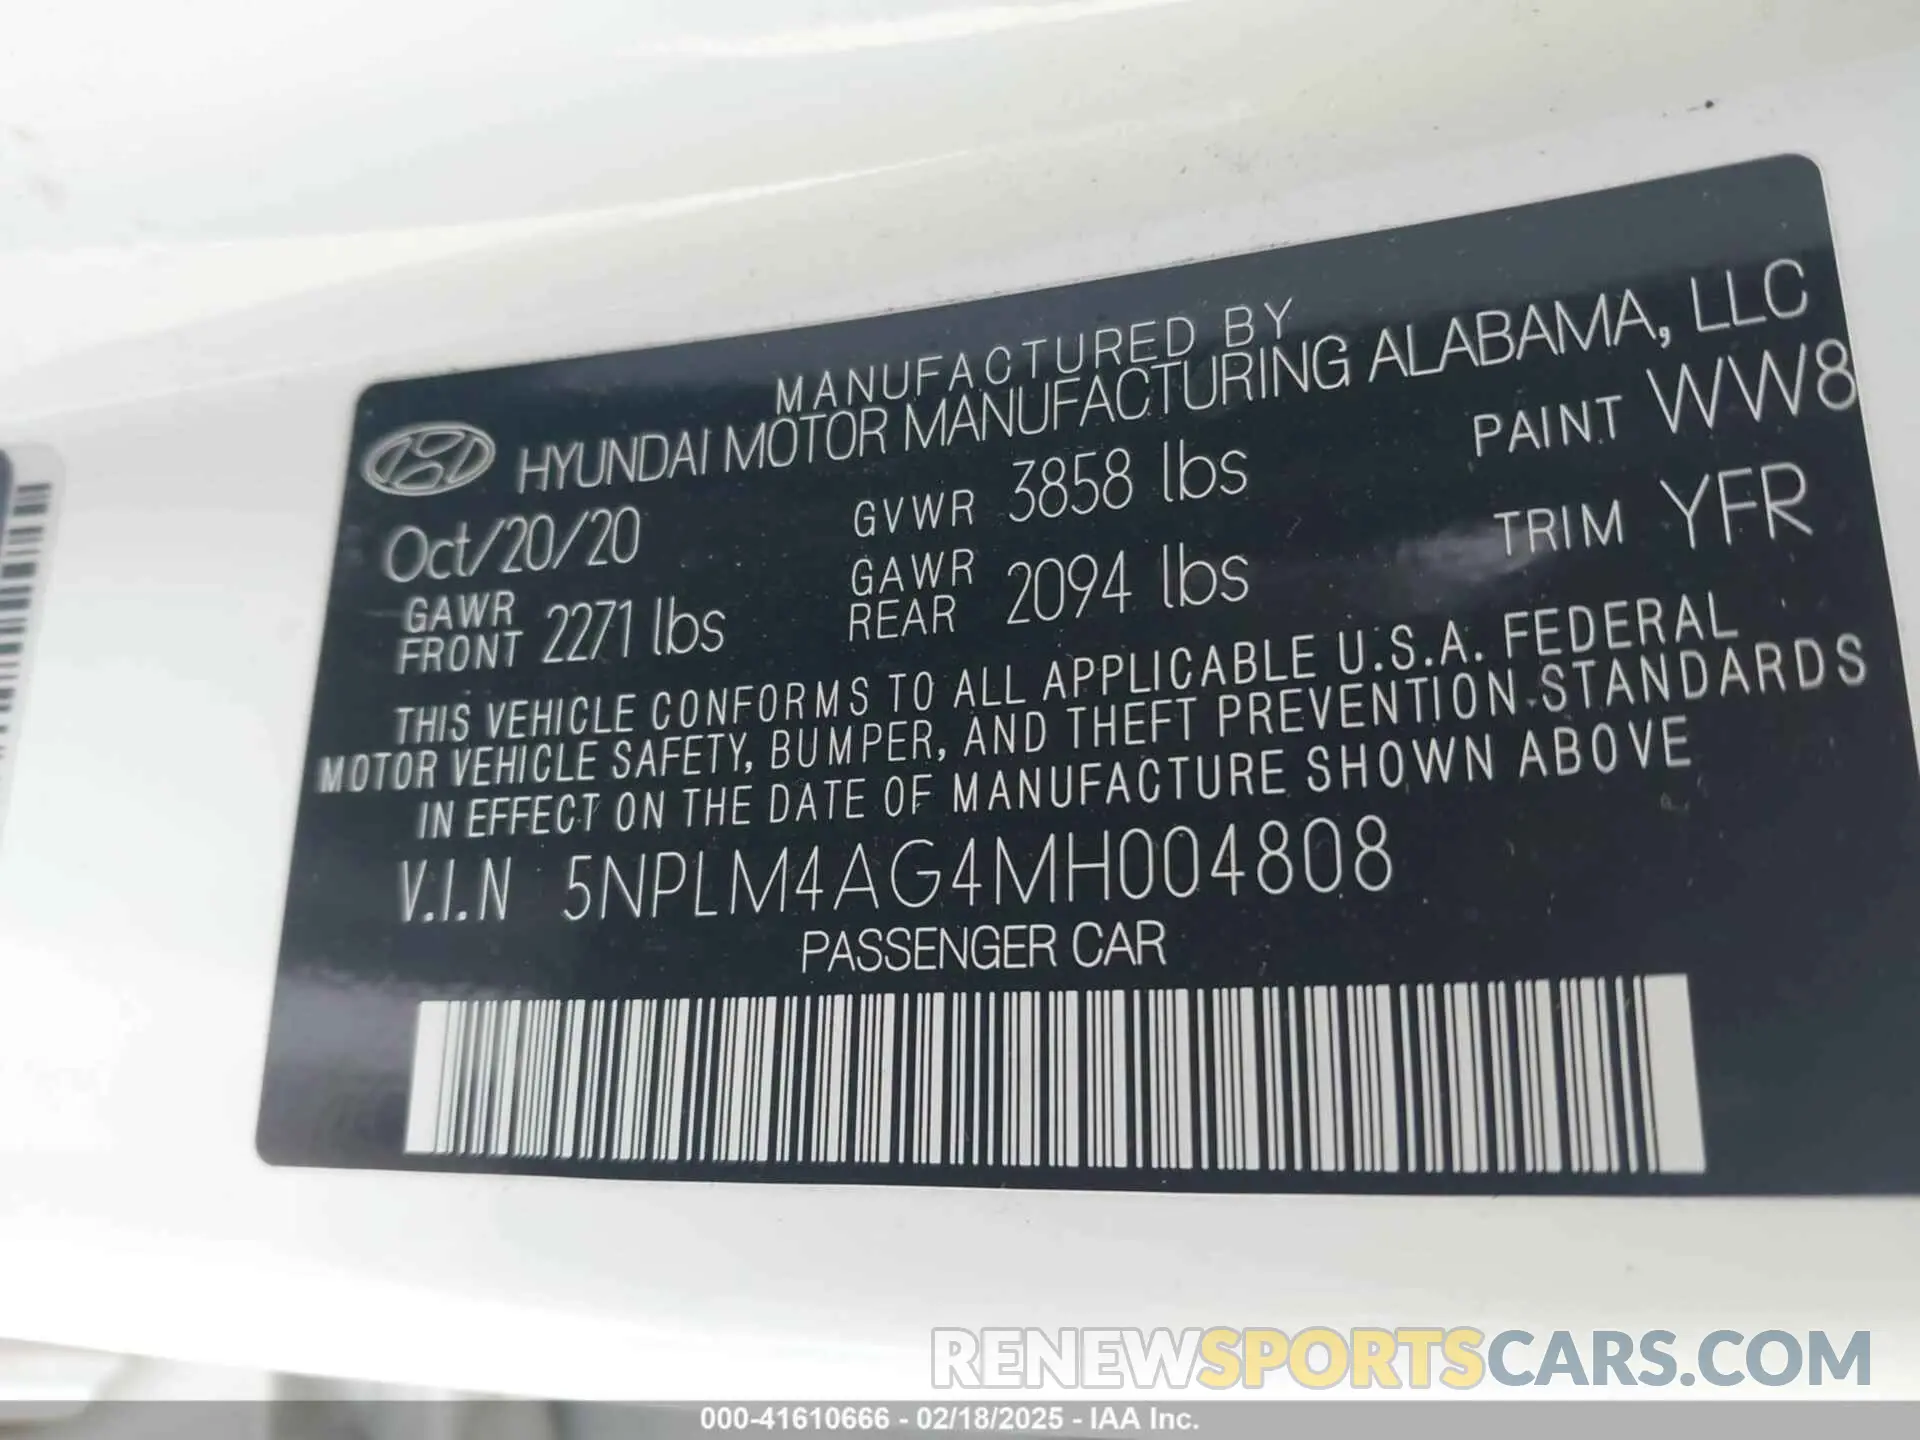 MANUFACTURED BY
HYUNDAI MOTOR MANUFACTURING ALABAMA, LLC
Oct/20/20 GVWR 3858 lbs PAINT WW8
GAWR FRONT 2271 lbs GAWR REAR 2094 lbs TRIM YFR
THIS VEHICLE CONFORMS TO ALL APPLICABLE U.S.A. FEDERAL
MOTOR VEHICLE SAFETY, BUMPER, AND THEFT PREVENTION STANDARDS
IN EFFECT ON THE DATE OF MANUFACTURE SHOWN ABOVE
V.I.N 5NPLM4AG4MH004808
PASSENGER CAR
RENEWSPORTSCARS.COM
000-41610666 - 02/18/2025 - IAA Inc.